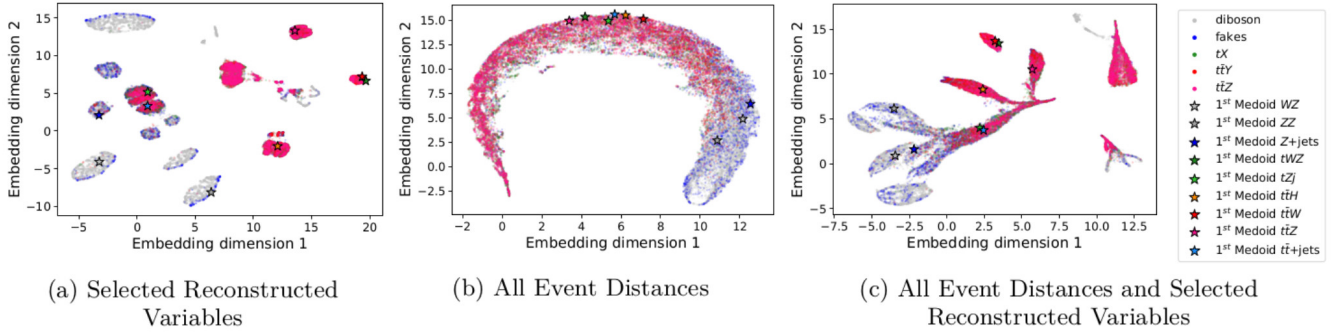 Embedding dimension 2
15
10
5
0
−5
−10
−5
0
5
10
15
20
Embedding dimension 1
(a) Selected Reconstructed
Variables
Embedding dimension 2
15.0
12.5
10.0
7.5
5.0
2.5
0.0
−2.5
0
2
4
6
8
10
12
Embedding dimension 1
(b) All Event Distances
Embedding dimension 2
15
10
5
0
−5
−7.5
−5.0
−2.5
0.0
2.5
5.0
7.5
10.0
12.5
Embedding dimension 1
(c) All Event Distances and Selected
Reconstructed Variables
diboson
fakes
tX
tt̄Y
tt̄Z
1st Medoid WZ
1st Medoid ZZ
1st Medoid Z+jets
1st Medoid tWZ
1st Medoid tZj
1st Medoid tt̄H
1st Medoid tt̄W
1st Medoid tt̄Z
1st Medoid tt̄+jets